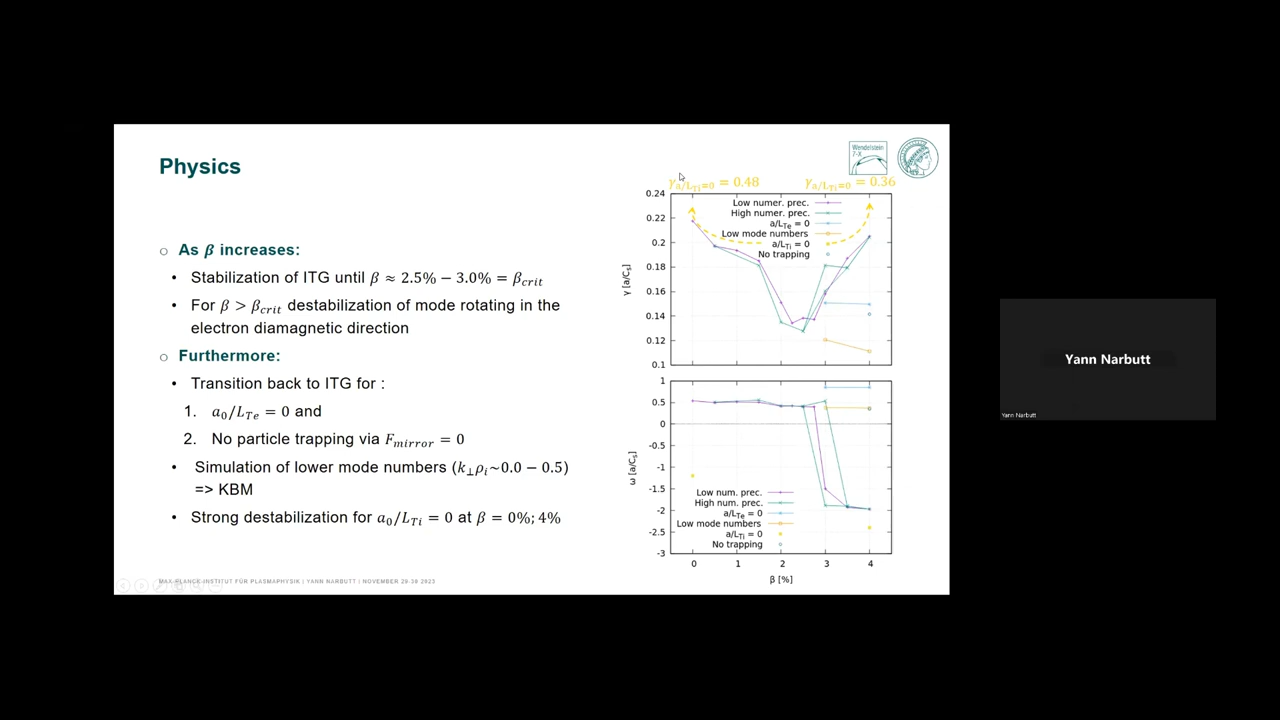 Physics
Wendelstein
7-X
○ As β increases:
• Stabilization of ITG until β ≈ 2.5% − 3.0% = β_crit
• For β > β_crit destabilization of mode rotating in the
electron diamagnetic direction
○ Furthermore:
• Transition back to ITG for :
1. a_0/L_Te = 0 and
2. No particle trapping via F_mirror = 0
• Simulation of lower mode numbers (k_⊥ρ_i~0.0 − 0.5)
=> KBM
• Strong destabilization for a_0/L_Ti = 0 at β = 0%; 4%
γ_a/L_Ti=0 = 0.48
γ_a/L_Ti=0 = 0.36
0.24
0.22
0.2
0.18
0.16
0.14
0.12
0.1
γ [a/C_s]
Low numer. prec.
High numer. prec.
a/L_Te = 0
Low mode numbers
a/L_Ti = 0
No trapping
1
0.5
0
-0.5
-1
-1.5
-2
-2.5
-3
ω [a/C_s]
Low num. prec.
High num. prec.
a/L_Te = 0
Low mode numbers
a/L_Ti = 0
No trapping
0 1 2 3 4
β [%]
MAX-PLANCK-INSTITUT FÜR PLASMAPHYSIK | YANN NARBUTT | NOVEMBER 29-30 2023
Yann Narbutt
Yann Narbutt